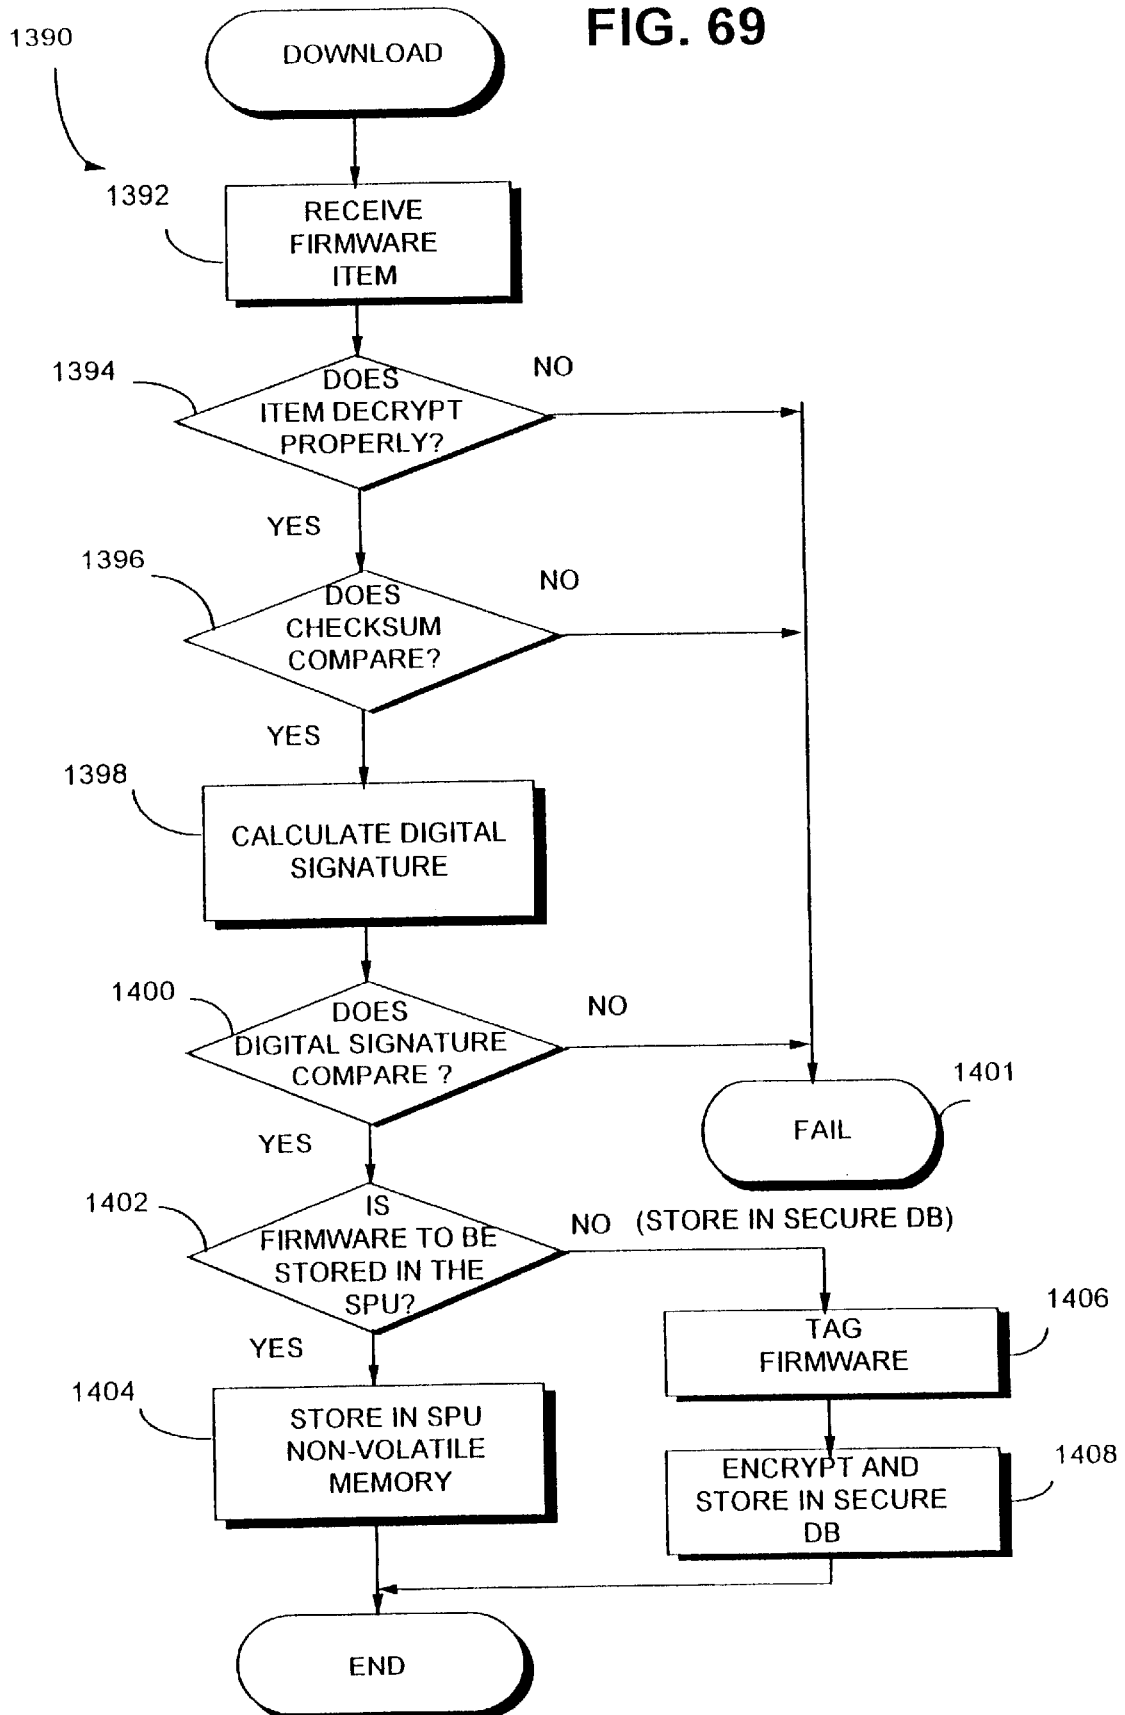 FIG. 69
1390
DOWNLOAD
1392
RECEIVE
FIRMWARE
ITEM
1394
DOES
ITEM DECRYPT
PROPERLY?
NO
YES
1396
DOES
CHECKSUM
COMPARE?
NO
YES
1398
CALCULATE DIGITAL
SIGNATURE
1400
DOES
DIGITAL SIGNATURE
COMPARE ?
NO
1401
FAIL
YES
1402
IS
FIRMWARE TO BE
STORED IN THE
SPU?
NO (STORE IN SECURE DB)
YES
1406
TAG
FIRMWARE
1404
STORE IN SPU
NON-VOLATILE
MEMORY
1408
ENCRYPT AND
STORE IN SECURE
DB
END